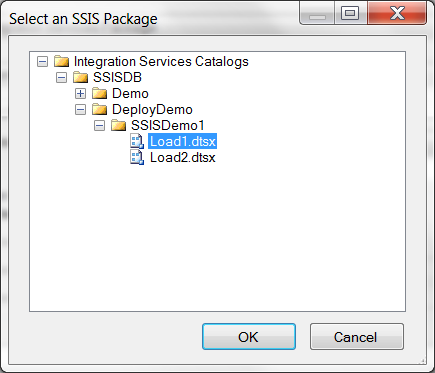 Select an SSIS Package
Integration Services Catalogs
SSISDB
Demo
DeployDemo
SSISDemo1
Load1.dtsx
Load2.dtsx
OK
Cancel